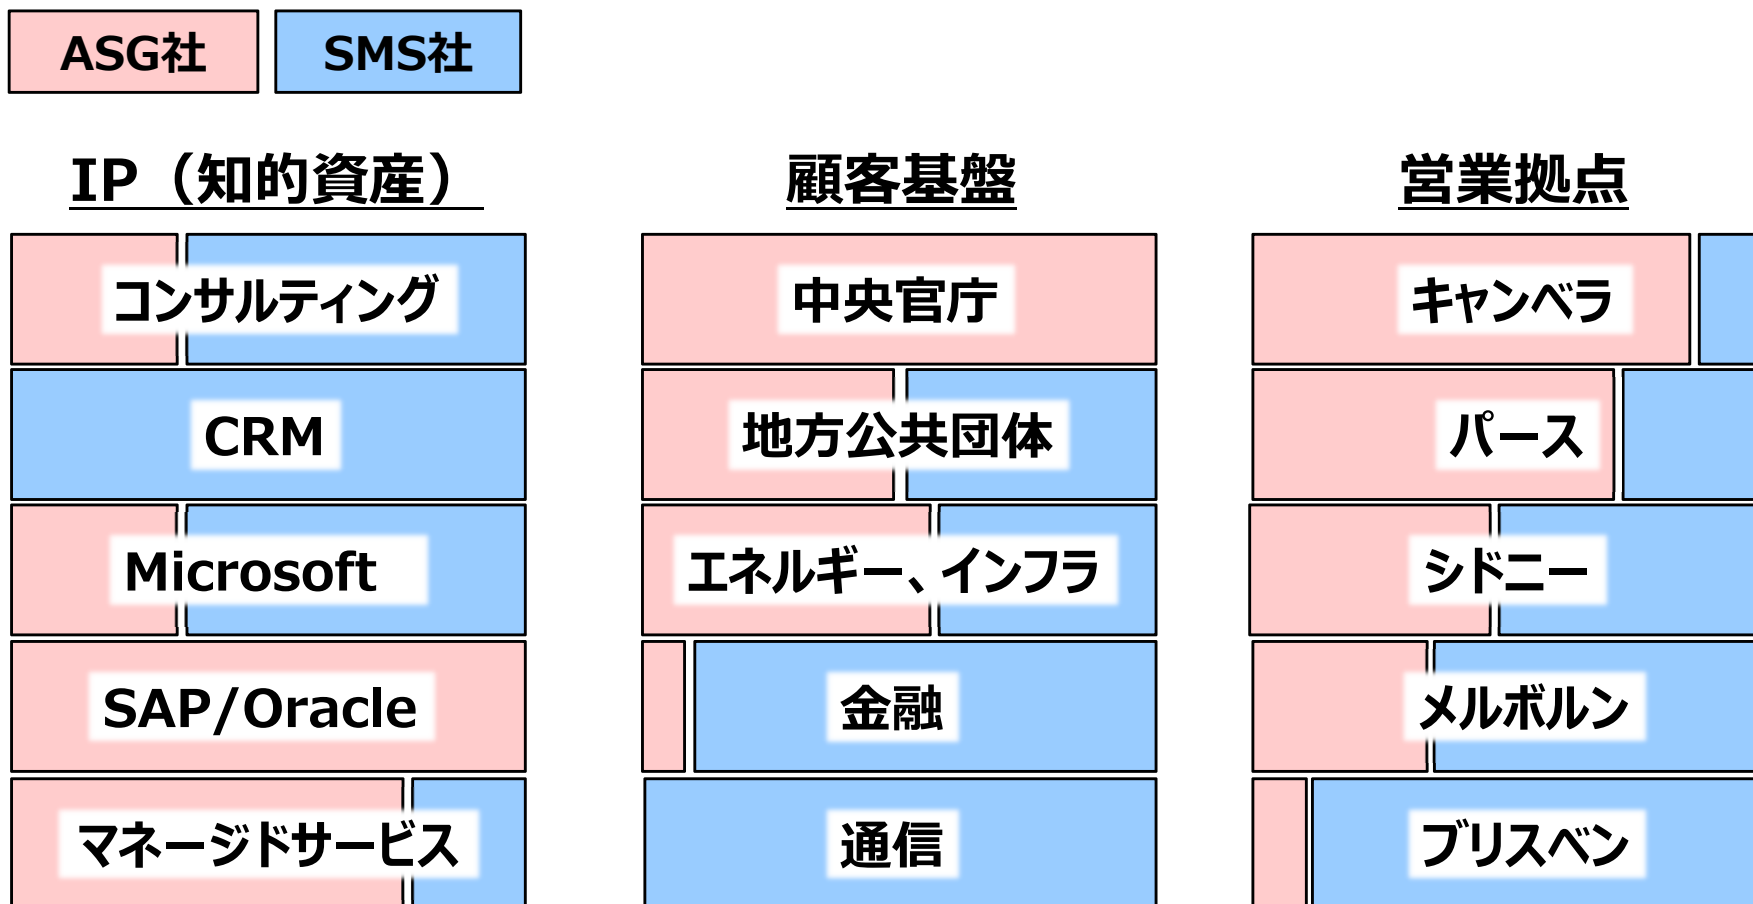 ASG社
SMS社
IP（知的資産）
コンサルティング
CRM
Microsoft
SAP/Oracle
マネージドサービス
顧客基盤
中央官庁
地方公共団体
エネルギー、インフラ
金融
通信
営業拠点
キャンベラ
パース
シドニー
メルボルン
ブリスベン